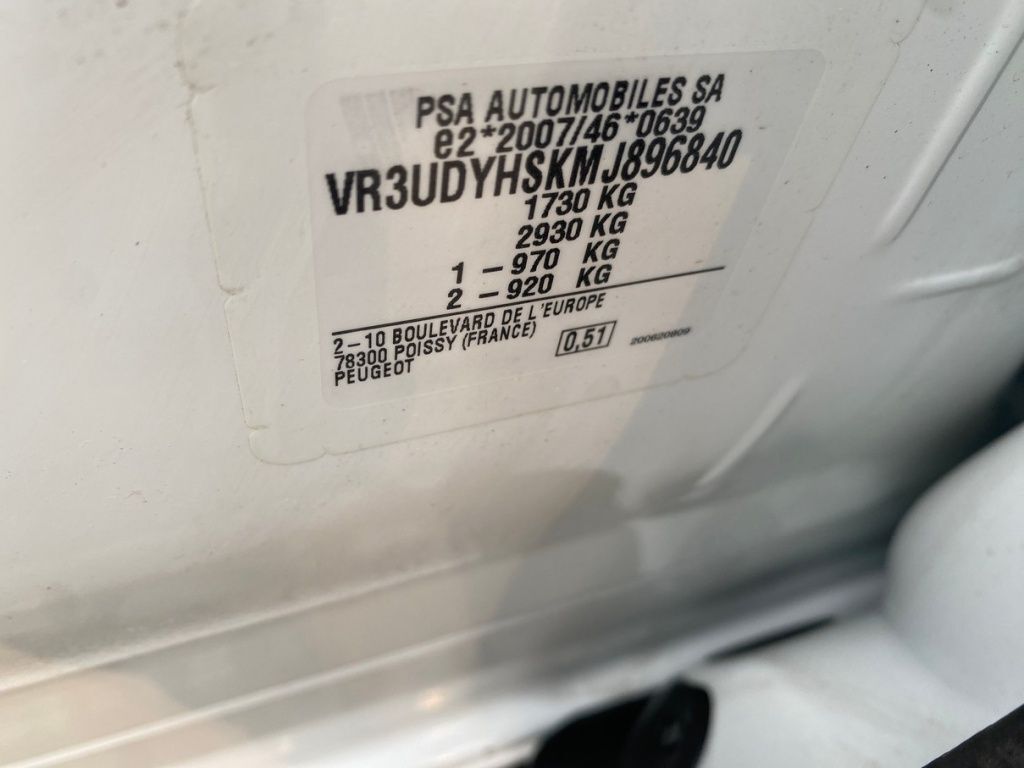 PSA AUTOMOBILES SA
e2*2007/46*0639
VR3UDYHSKMJ896840
1730 KG
2930 KG
1 – 970 KG
2 – 920 KG
2–10 BOULEVARD DE L'EUROPE
78300 POISSY (FRANCE)
PEUGEOT
0,51
200620809